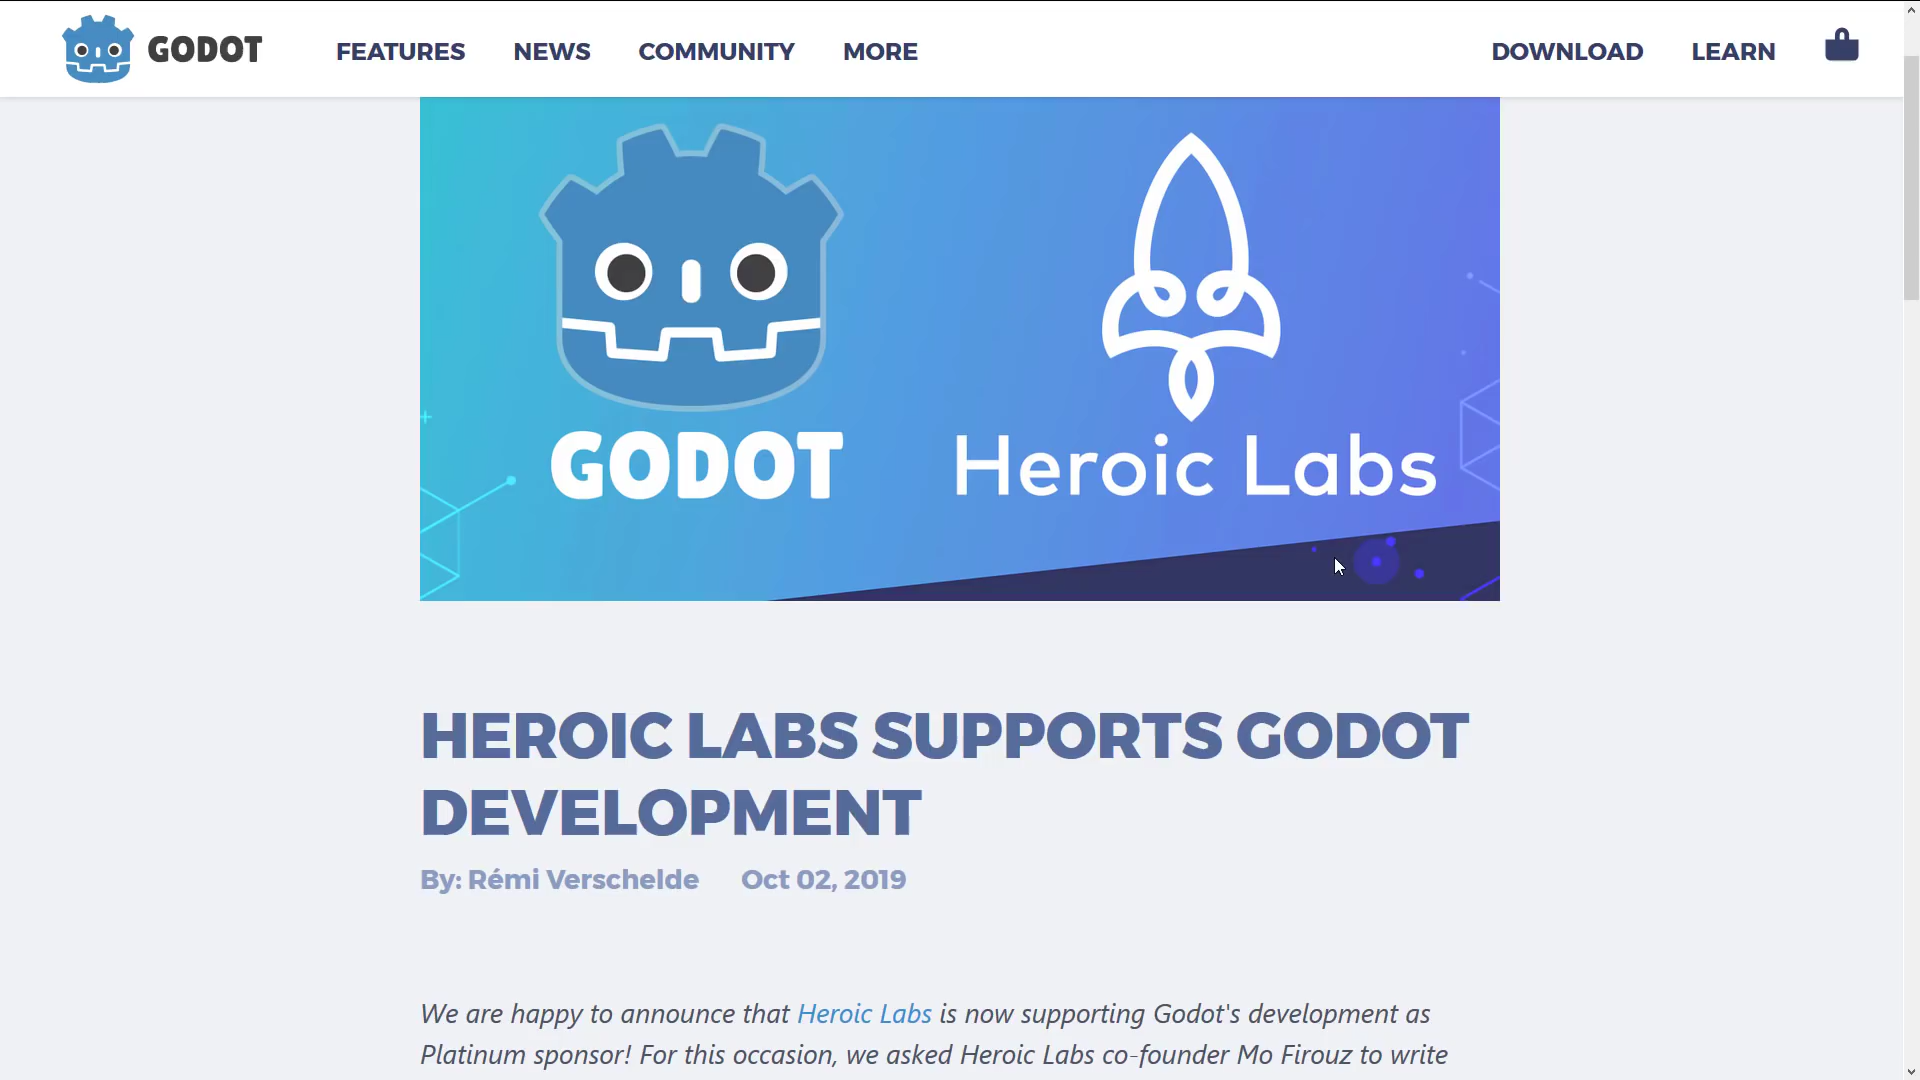 GODOT FEATURES NEWS COMMUNITY MORE DOWNLOAD LEARN
GODOT Heroic Labs
HEROIC LABS SUPPORTS GODOT
DEVELOPMENT
By: Rémi Verschelde Oct 02, 2019
We are happy to announce that Heroic Labs is now supporting Godot's development as
Platinum sponsor! For this occasion, we asked Heroic Labs co-founder Mo Firouz to write